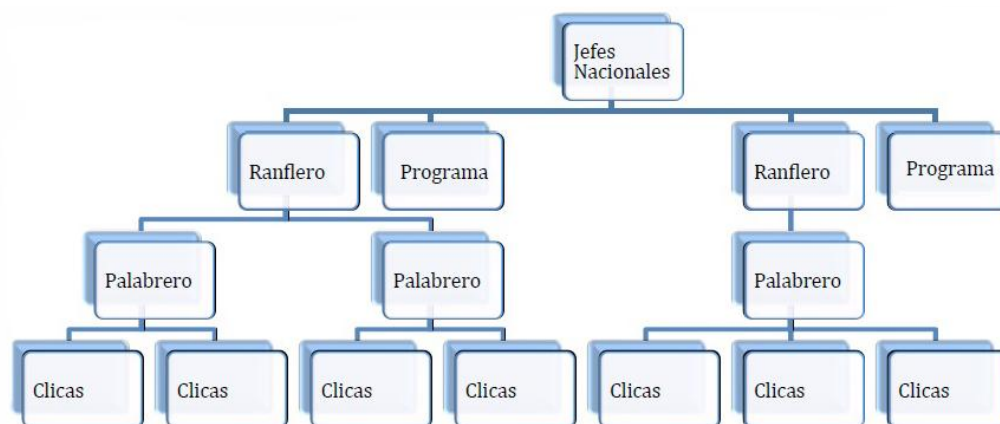 Jefes
Nacionales
Ranflero
Programa
Ranflero
Programa
Palabrero
Palabrero
Palabrero
Clicas
Clicas
Clicas
Clicas
Clicas
Clicas
Clicas